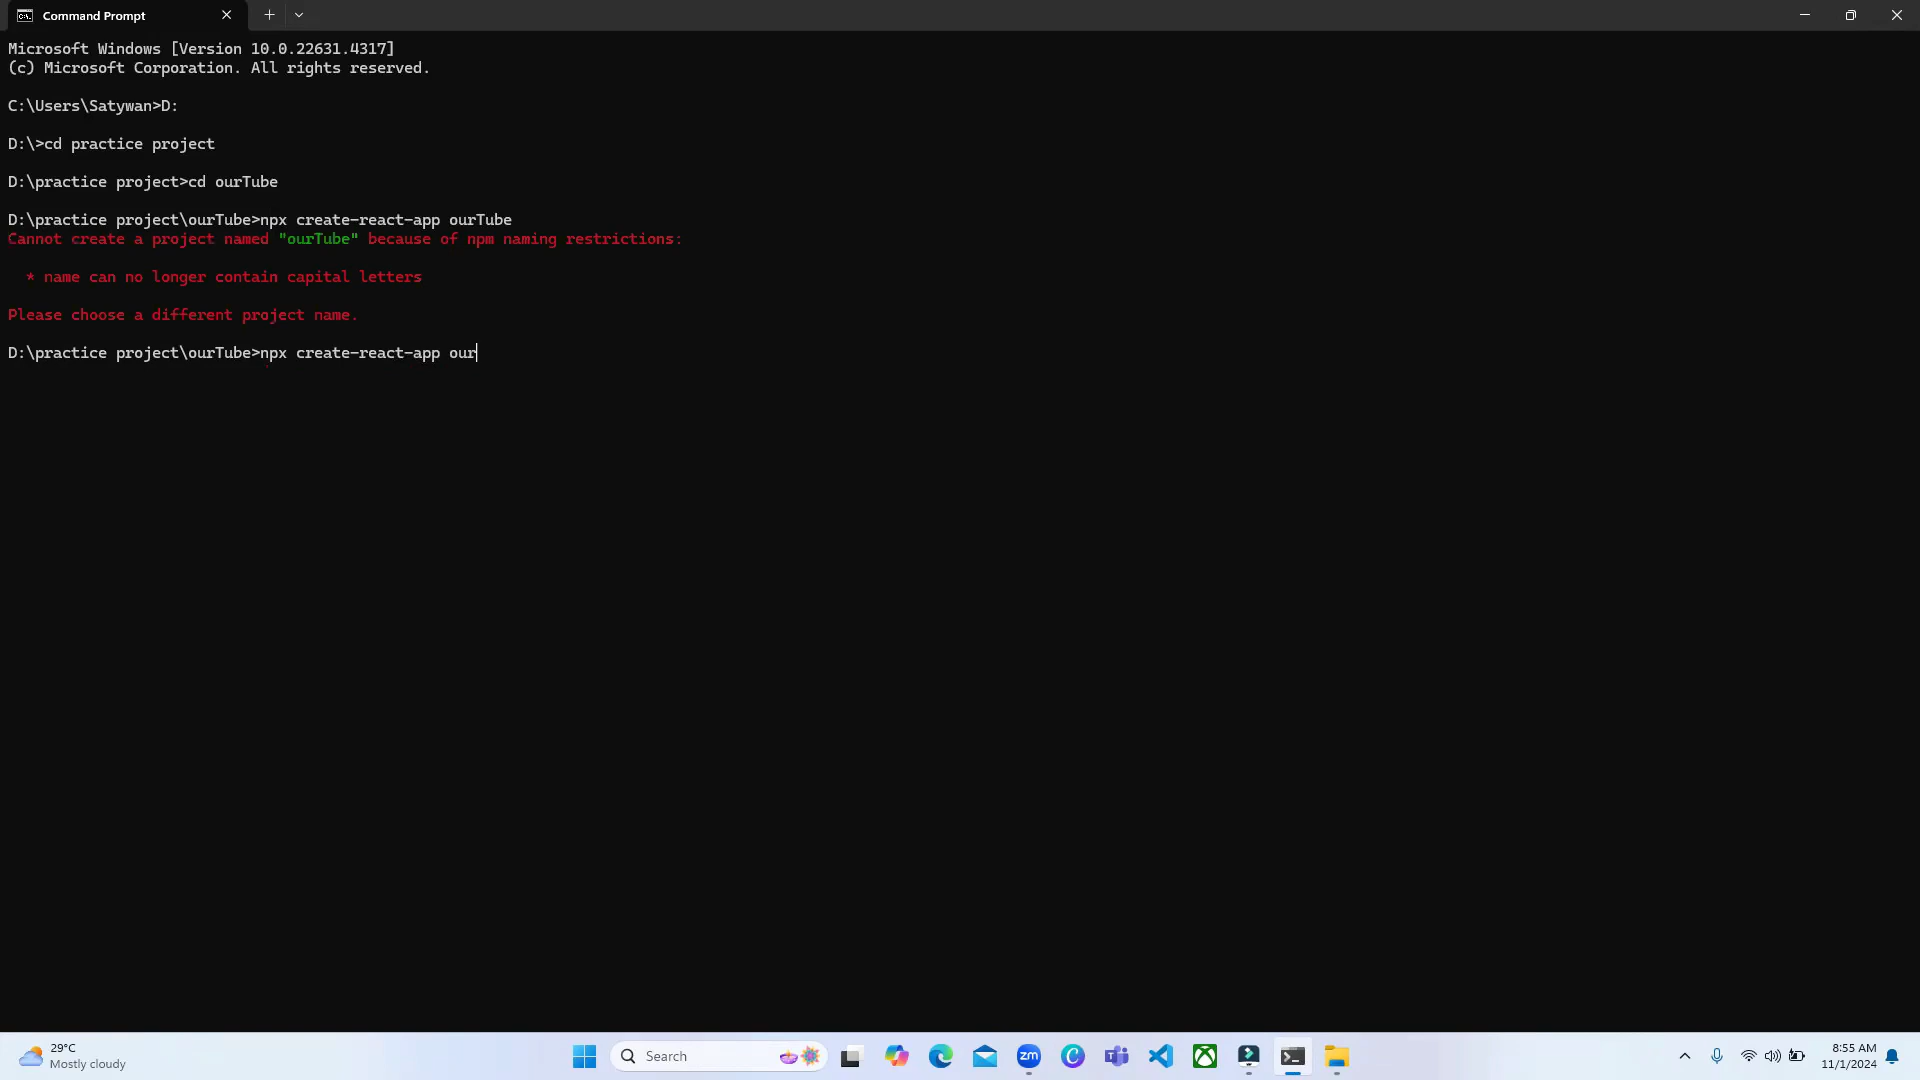 Command Prompt
Microsoft Windows [Version 10.0.22631.4317]
(c) Microsoft Corporation. All rights reserved.
C:\Users\Satywan>D:
D:\>cd practice project
D:\practice project>cd ourTube
D:\practice project\ourTube>npx create-react-app ourTube
Cannot create a project named "ourTube" because of npm naming restrictions:
* name can no longer contain capital letters
Please choose a different project name.
D:\practice project\ourTube>npx create-react-app our
29°C
Mostly cloudy
Search
zm
8:55 AM
11/1/2024